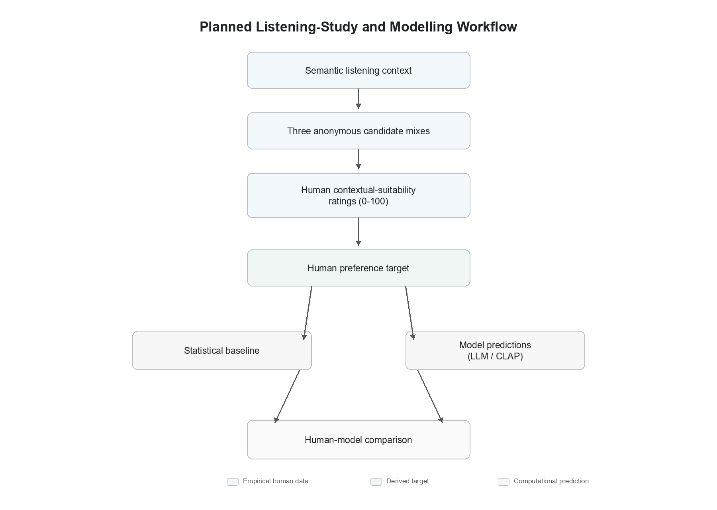 Planned Listening-Study and Modelling Workflow
Semantic listening context
Three anonymous candidate mixes
Human contextual-suitability
ratings (0-100)
Human preference target
Statistical baseline
Model predictions
(LLM / CLAP)
Human-model comparison
Empirical human data
Derived target
Computational prediction